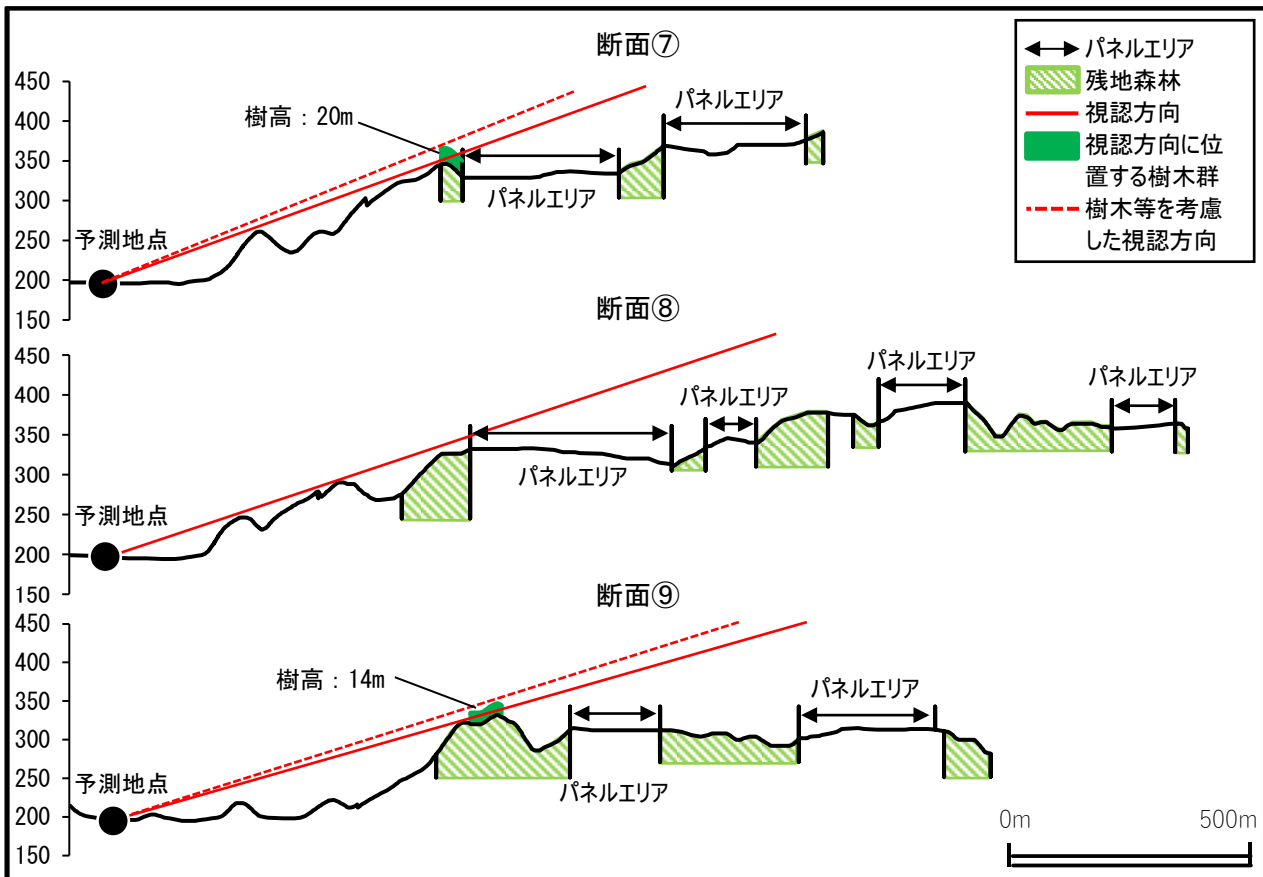 断面⑦
450
400
350
300
250
200
150
樹高：20m
予測地点
パネルエリア
パネルエリア
パネルエリア
残地森林
視認方向
視認方向に位
置する樹木群
樹木等を考慮
した視認方向
断面⑧
450
400
350
300
250
200
150
予測地点
パネルエリア
パネルエリア
パネルエリア
パネルエリア
断面⑨
450
400
350
300
250
200
150
樹高：14m
予測地点
パネルエリア
パネルエリア
0m 500m